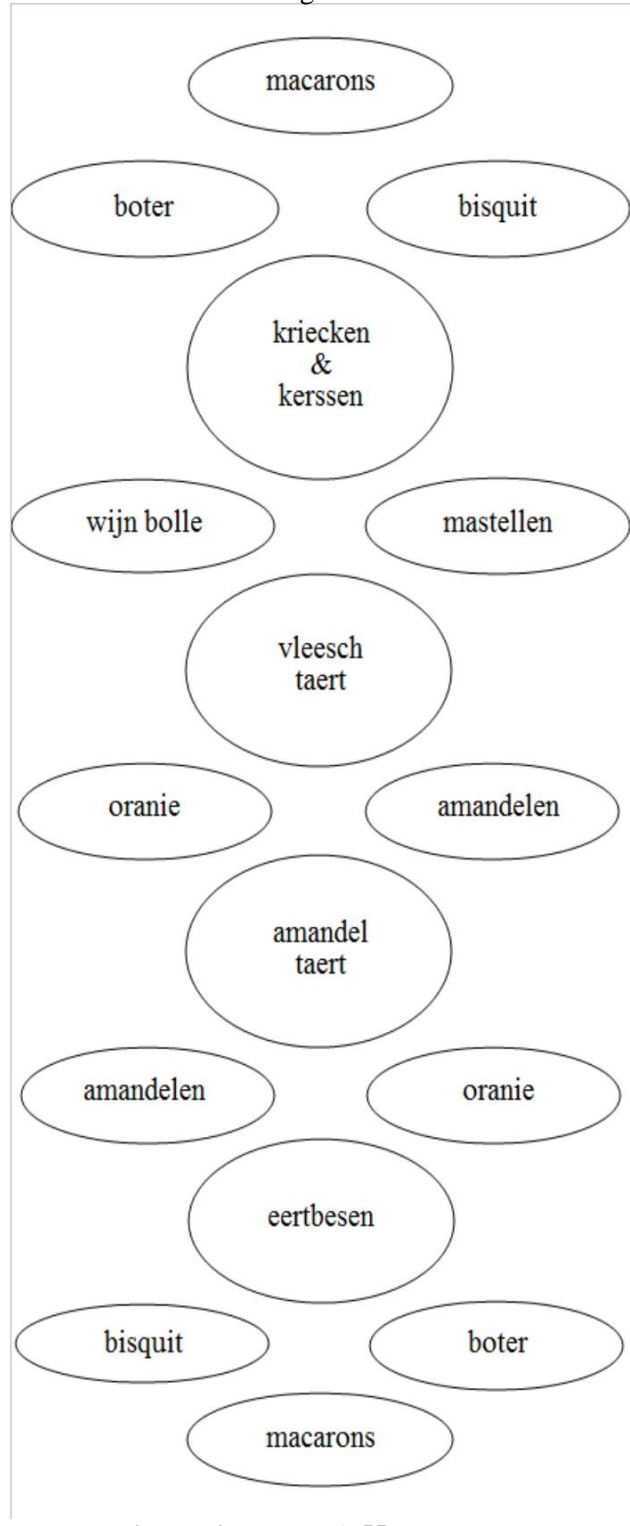 macarons
boter bisquit
kriecken
&
kerssen
wijn bolle mastellen
vleesch
taert
oranie amandelen
amandel
taert
amandelen oranie
eertbesen
bisquit boter
macarons